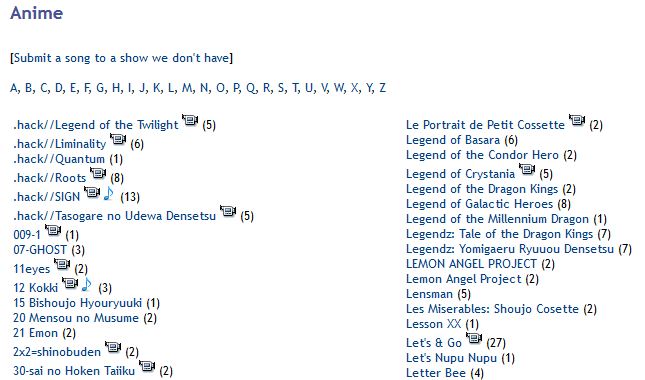 Anime
[Submit a song to a show we don't have]
A, B, C, D, E, F, G, H, I, J, K, L, M, N, O, P, Q, R, S, T, U, V, W, X, Y, Z
.hack//Legend of the Twilight (5)
.hack//Liminality (6)
.hack//Quantum (1)
.hack//Roots (8)
.hack//SIGN (13)
.hack//Tasogare no Udewa Densetsu (5)
009-1 (1)
07-GHOST (3)
11eyes (2)
12 Kokki (3)
15 Bishoujo Hyouryuuki (1)
20 Mensou no Musume (2)
21 Emon (2)
2x2=shinobuden (2)
30-sai no Hoken Taiiku (2)
Le Portrait de Petit Cossette (2)
Legend of Basara (6)
Legend of the Condor Hero (2)
Legend of Crystania (5)
Legend of the Dragon Kings (2)
Legend of Galactic Heroes (8)
Legend of the Millennium Dragon (1)
Legendz: Tale of the Dragon Kings (7)
Legendz: Yomigaeru Ryuuou Densetsu (7)
LEMON ANGEL PROJECT (2)
Lemon Angel Project (2)
Lensman (5)
Les Miserables: Shoujo Cosette (2)
Lesson XX (1)
Let's & Go (27)
Let's Nupu Nupu (1)
Letter Bee (4)